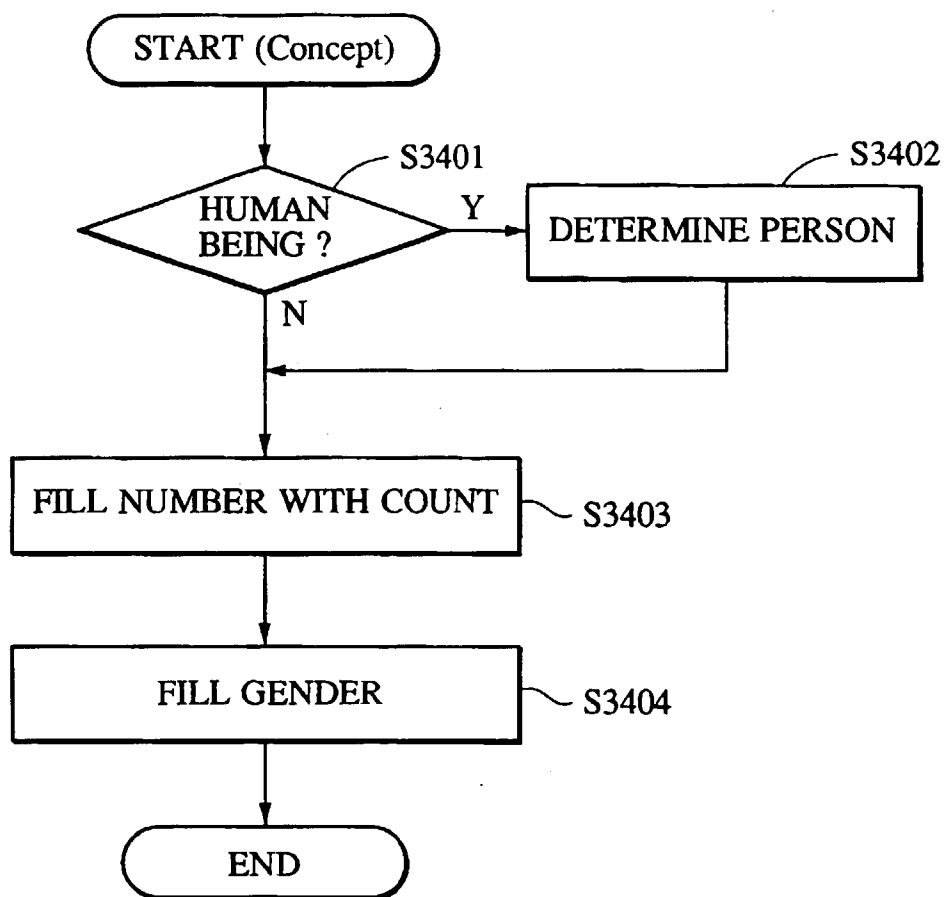 START (Concept)
S3401
S3402
HUMAN
BEING ?
Y
DETERMINE PERSON
N
FILL NUMBER WITH COUNT
S3403
FILL GENDER
S3404
END